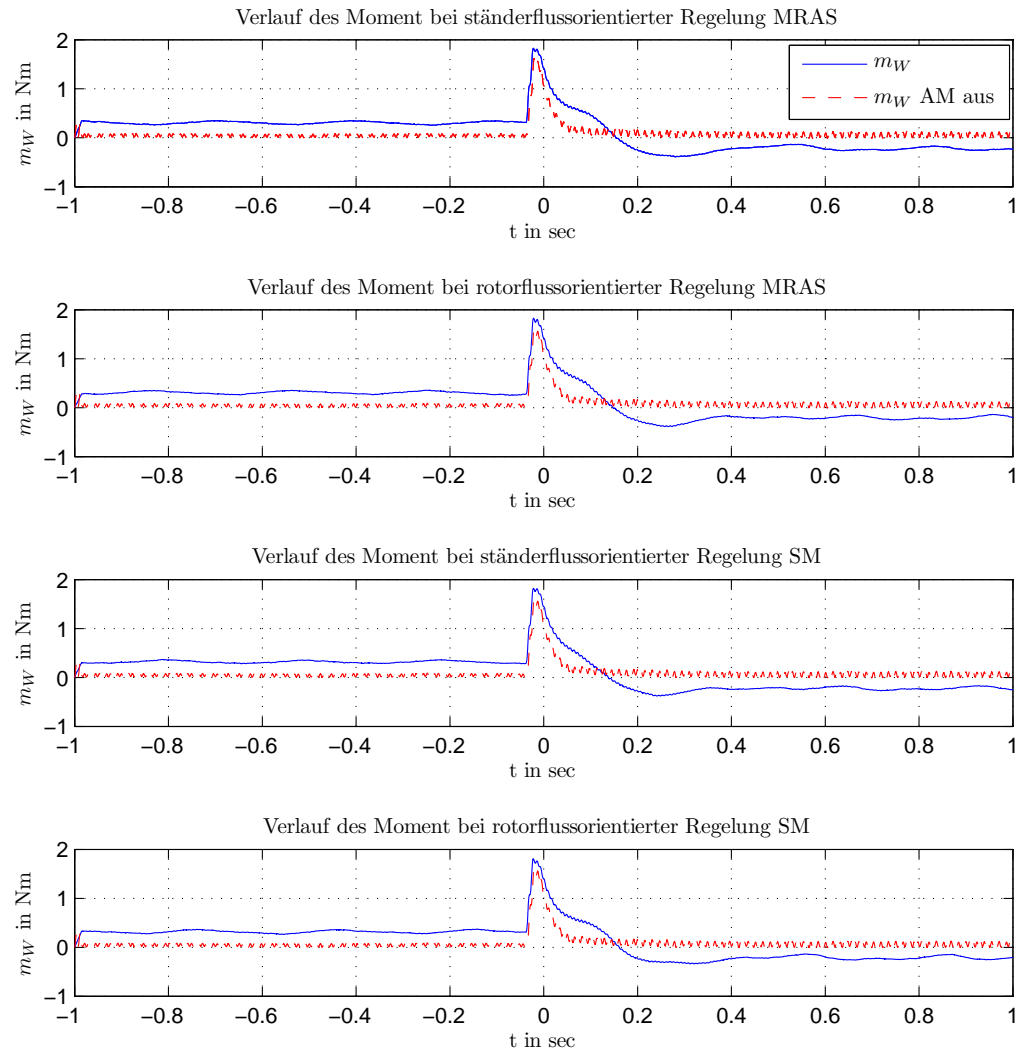 Verlauf des Moment bei ständerflussorientierter Regelung MRAS
2
1
0
−1
m_W in Nm
m_W
m_W AM aus
−1 −0.8 −0.6 −0.4 −0.2 0 0.2 0.4 0.6 0.8 1
t in sec
Verlauf des Moment bei rotorflussorientierter Regelung MRAS
2
1
0
−1
m_W in Nm
−1 −0.8 −0.6 −0.4 −0.2 0 0.2 0.4 0.6 0.8 1
t in sec
Verlauf des Moment bei ständerflussorientierter Regelung SM
2
1
0
−1
m_W in Nm
−1 −0.8 −0.6 −0.4 −0.2 0 0.2 0.4 0.6 0.8 1
t in sec
Verlauf des Moment bei rotorflussorientierter Regelung SM
2
1
0
−1
m_W in Nm
−1 −0.8 −0.6 −0.4 −0.2 0 0.2 0.4 0.6 0.8 1
t in sec